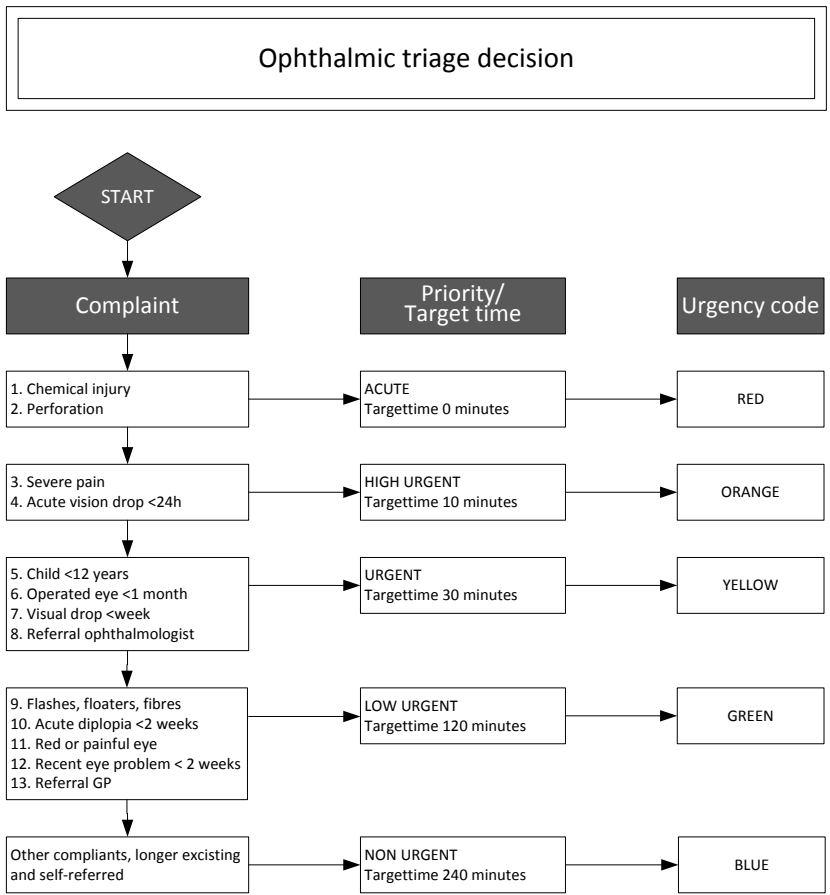 Ophthalmic triage decision
START
Complaint
Priority/
Target time
Urgency code
1. Chemical injury
2. Perforation
ACUTE
Targettime 0 minutes
RED
3. Severe pain
4. Acute vision drop <24h
HIGH URGENT
Targettime 10 minutes
ORANGE
5. Child <12 years
6. Operated eye <1 month
7. Visual drop <week
8. Referral ophthalmologist
URGENT
Targettime 30 minutes
YELLOW
9. Flashes, floaters, fibres
10. Acute diplopia <2 weeks
11. Red or painful eye
12. Recent eye problem < 2 weeks
13. Referral GP
LOW URGENT
Targettime 120 minutes
GREEN
Other compliants, longer excisting
and self-referred
NON URGENT
Targettime 240 minutes
BLUE